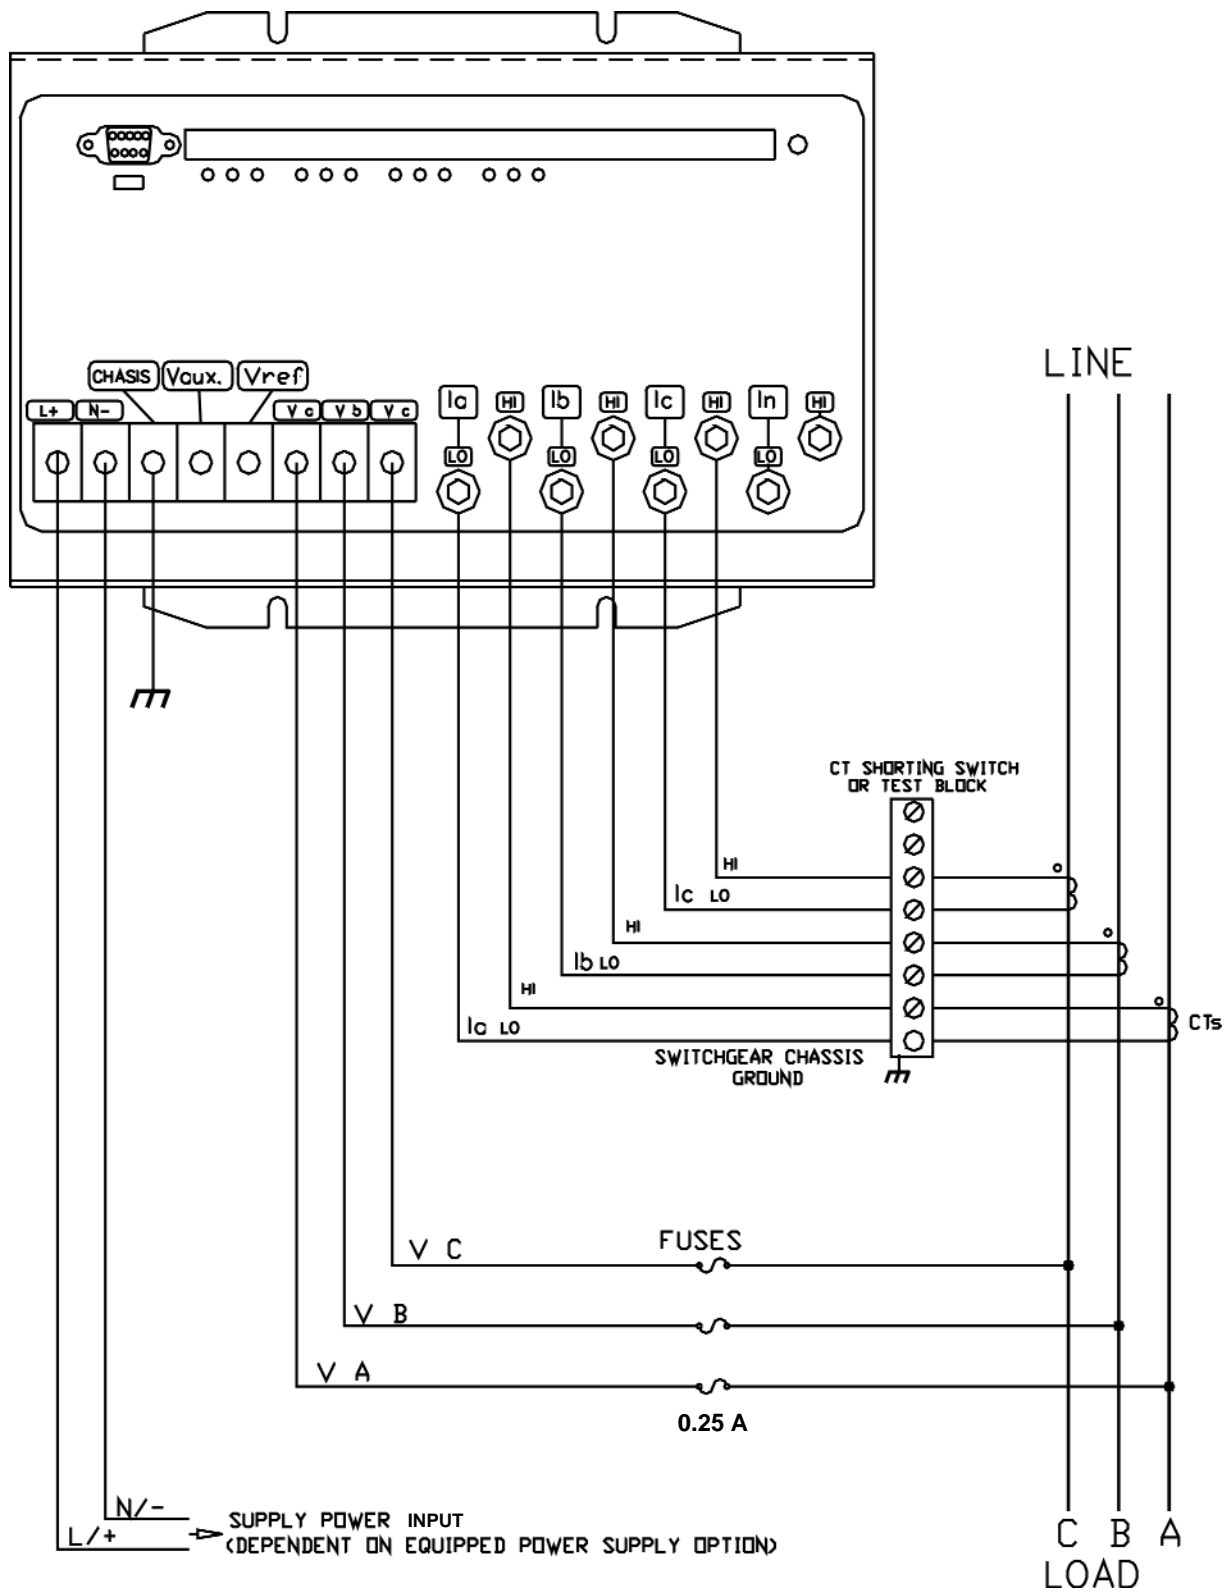 CHASIS Vaux. Vref
L+ N- Va Vb Vc
Ia HI Ib HI Ic HI In HI
LO LO LO LO
LINE
CT SHORTING SWITCH
OR TEST BLOCK
HI
Ic LO
HI
Ib LO
HI
Ia LO
CTs
SWITCHGEAR CHASSIS
GROUND
V C
FUSES
V B
V A
0.25 A
N/-
L/+
SUPPLY POWER INPUT
(DEPENDENT ON EQUIPPED POWER SUPPLY OPTION)
C B A
LOAD